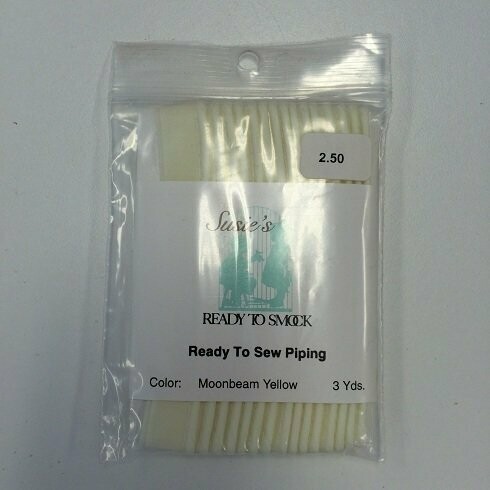 2.50
Susie's
READY TO SMOCK
Ready To Sew Piping
Color: Moonbeam Yellow 3 Yds.